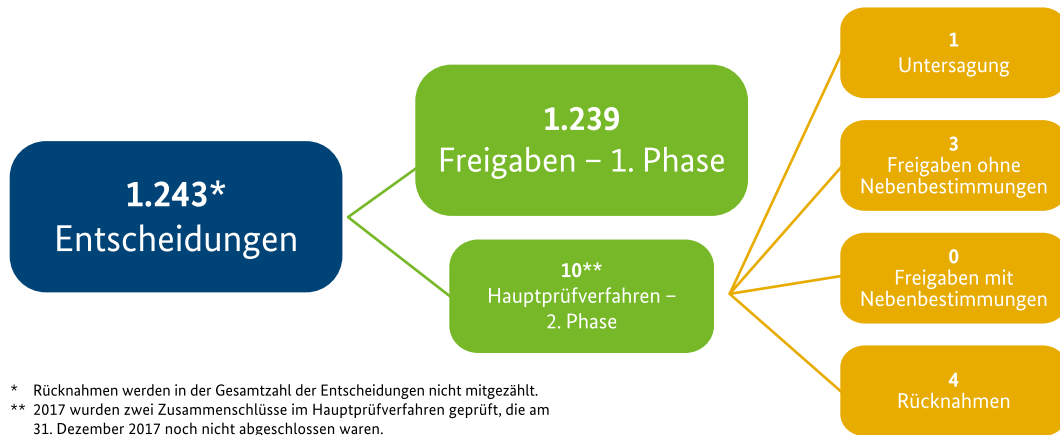 1.243*
Entscheidungen
1.239
Freigaben – 1. Phase
10**
Hauptprüfverfahren –
2. Phase
1
Untersagung
3
Freigaben ohne
Nebenbestimmungen
0
Freigaben mit
Nebenbestimmungen
4
Rücknahmen
* Rücknahmen werden in der Gesamtzahl der Entscheidungen nicht mitgezählt.
** 2017 wurden zwei Zusammenschlüsse im Hauptprüfverfahren geprüft, die am
31. Dezember 2017 noch nicht abgeschlossen waren.